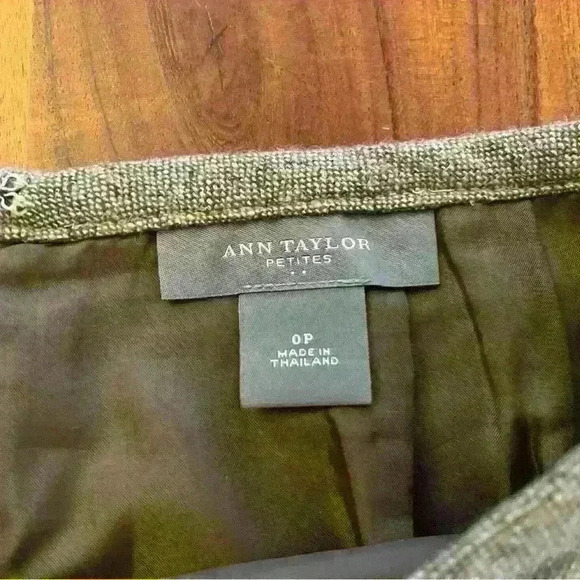 ANN TAYLOR
PETITES
0P
MADE IN
THAILAND